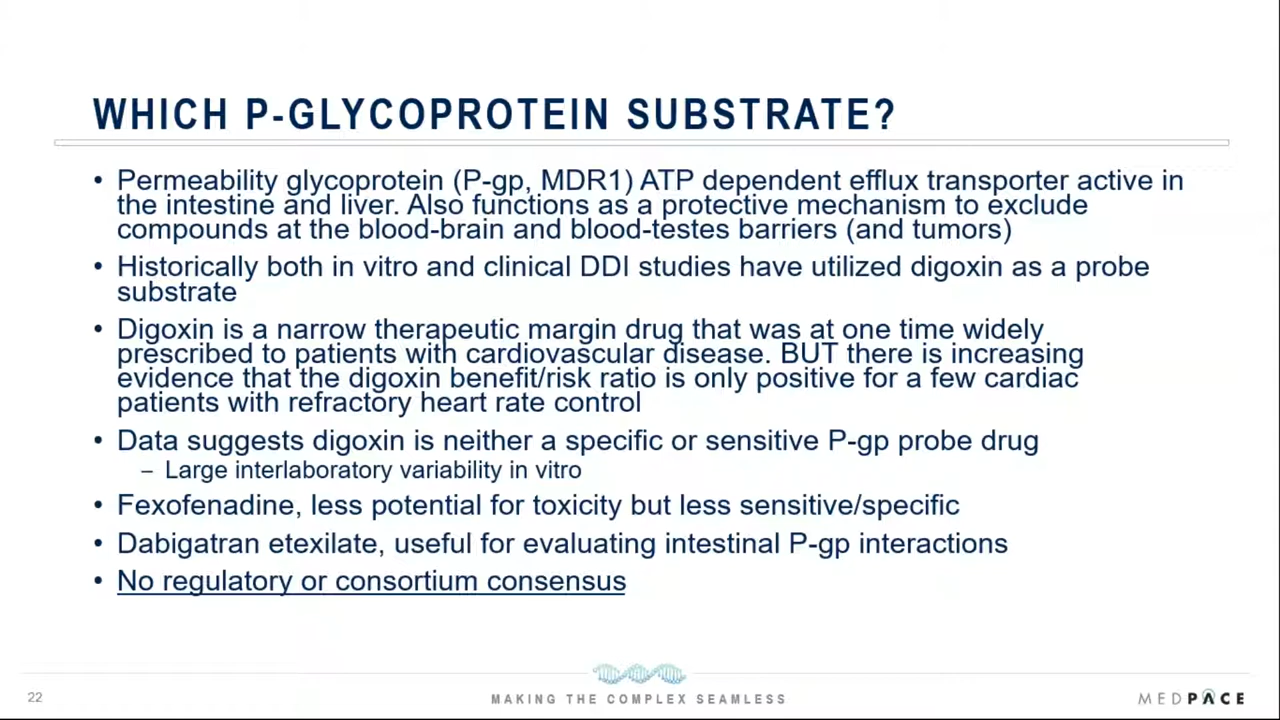 WHICH P-GLYCOPROTEIN SUBSTRATE?
• Permeability glycoprotein (P-gp, MDR1) ATP dependent efflux transporter active in
the intestine and liver. Also functions as a protective mechanism to exclude
compounds at the blood-brain and blood-testes barriers (and tumors)
• Historically both in vitro and clinical DDI studies have utilized digoxin as a probe
substrate
• Digoxin is a narrow therapeutic margin drug that was at one time widely
prescribed to patients with cardiovascular disease. BUT there is increasing
evidence that the digoxin benefit/risk ratio is only positive for a few cardiac
patients with refractory heart rate control
• Data suggests digoxin is neither a specific or sensitive P-gp probe drug
– Large interlaboratory variability in vitro
• Fexofenadine, less potential for toxicity but less sensitive/specific
• Dabigatran etexilate, useful for evaluating intestinal P-gp interactions
• No regulatory or consortium consensus
22
MAKING THE COMPLEX SEAMLESS
MEDPACE